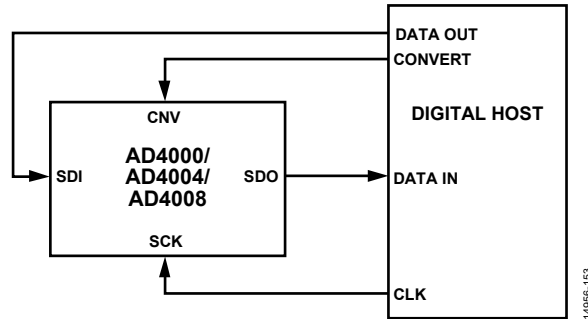 DATA OUT
CONVERT
DIGITAL HOST
CNV
AD4000/
AD4004/
AD4008
SDI
SDO
DATA IN
SCK
CLK
14956-153